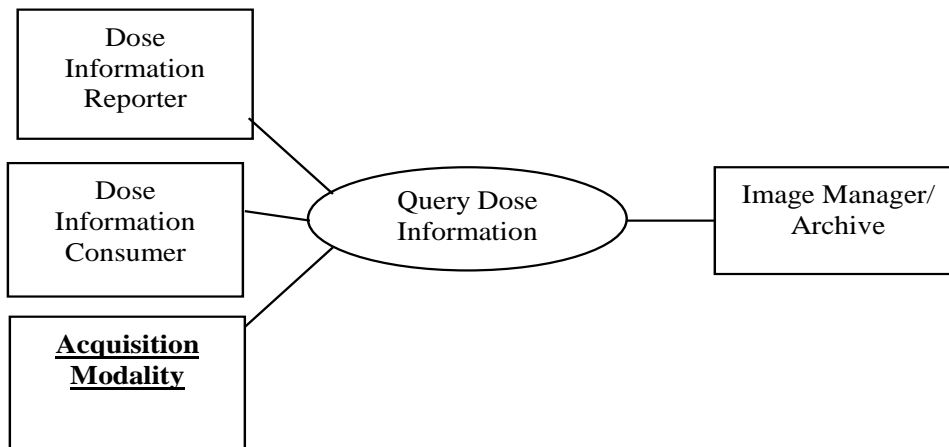 Dose
Information
Reporter
Dose
Information
Consumer
Acquisition
Modality
Query Dose
Information
Image Manager/
Archive